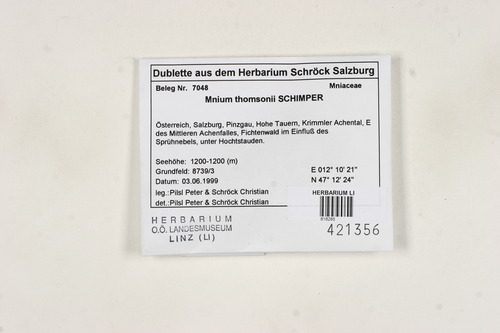 Dublette aus dem Herbarium Schröck Salzburg
Beleg Nr. 7048 Mniaceae
Mnium thomsonii SCHIMPER
Österreich, Salzburg, Pinzgau, Hohe Tauern, Krimmler Achental, E
des Mittleren Achenfalles, Fichtenwald im Einfluß des
Sprühnebels, unter Hochtstauden.
Seehöhe: 1200-1200 (m)
Grundfeld: 8739/3 E 012° 10' 21"
Datum: 03.06.1999 N 47° 12' 24"
leg.:Pilsl Peter & Schröck Christian
det.:Pilsl Peter & Schröck Christian
HERBARIUM LI
HERBARIUM
O.Ö. LANDESMUSEUM
LINZ (LI)
421356